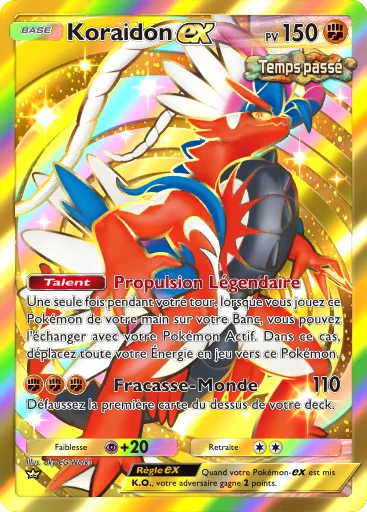 BASE Koraidon ex PV 150
Temps passé
Talent Propulsion Légendaire
Une seule fois pendant votre tour, lorsque vous jouez ce
Pokémon de votre main sur votre Banc, vous pouvez
l'échanger avec votre Pokémon Actif. Dans ce cas,
déplacez toute votre Énergie en jeu vers ce Pokémon.
Fracasse-Monde 110
Défaussez la première carte du dessus de votre deck.
Faiblesse +20 Retraite
Illus.
Règle ex Quand votre Pokémon-ex est mis
K.O., votre adversaire gagne 2 points.